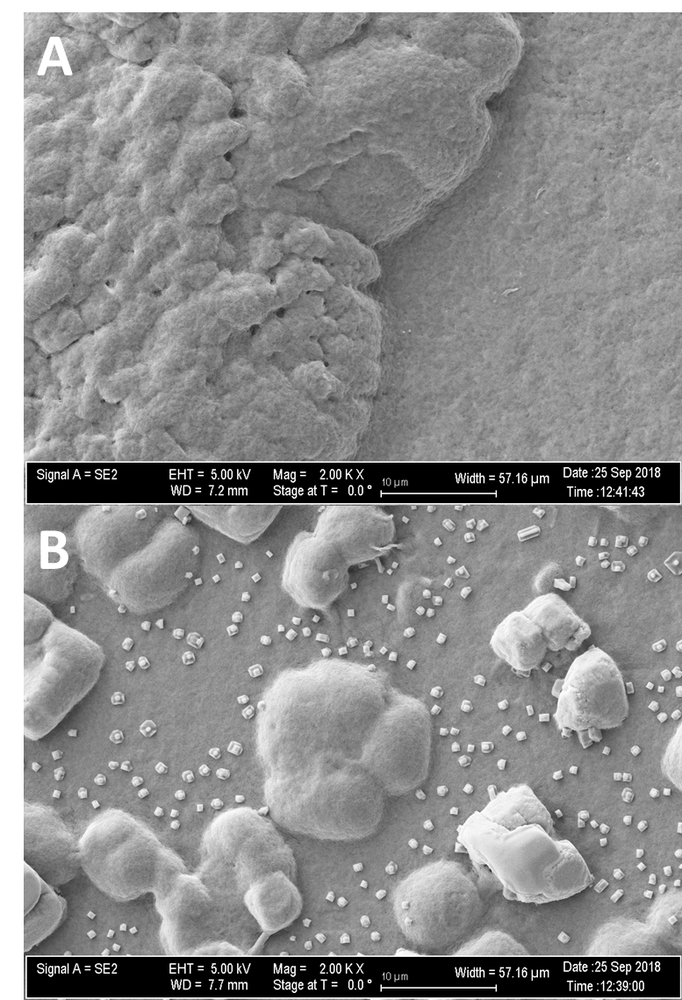 A
Signal A = SE2 EHT = 5.00 kV Mag = 2.00 K X 10 µm Width = 57.16 µm Date :25 Sep 2018
WD = 7.2 mm Stage at T = 0.0 ° Time :12:41:43
B
Signal A = SE2 EHT = 5.00 kV Mag = 2.00 K X 10 µm Width = 57.16 µm Date :25 Sep 2018
WD = 7.7 mm Stage at T = 0.0 ° Time :12:39:00